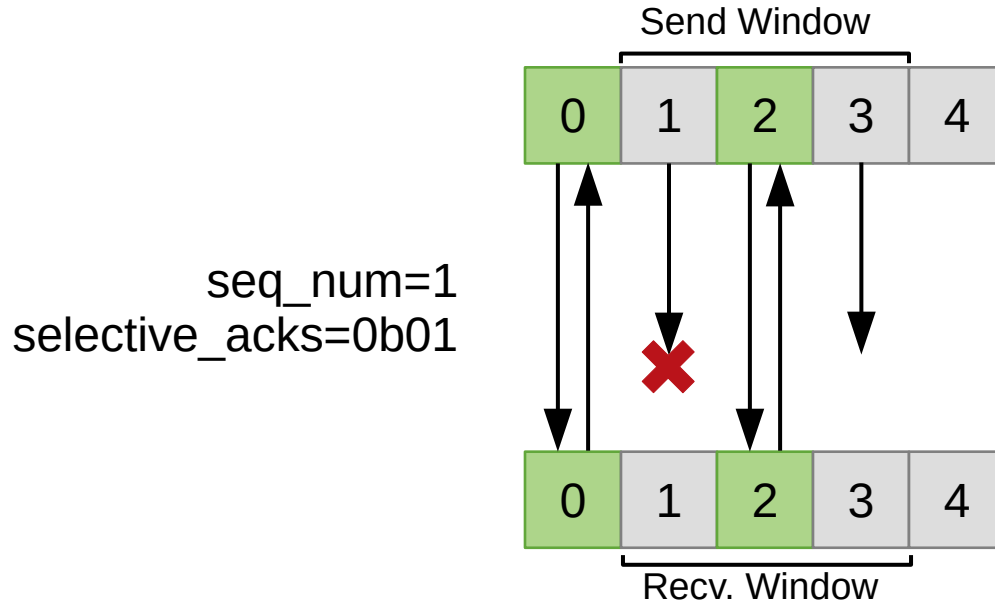 Send Window
0 1 2 3 4
seq_num=1
selective_acks=0b01
0 1 2 3 4
Recv. Window